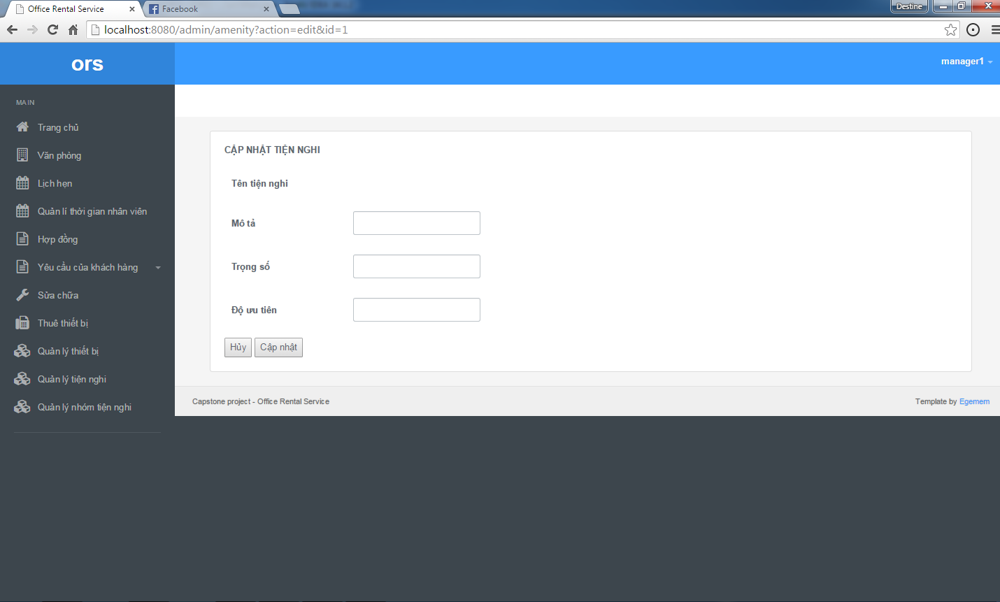 Office Rental Service
Facebook
Destine
localhost:8080/admin/amenity?action=edit&id=1
ors
manager1
MAIN
Trang chủ
Văn phòng
Lịch hẹn
Quản lí thời gian nhân viên
Hợp đồng
Yêu cầu của khách hàng
Sửa chữa
Thuê thiết bị
Quản lý thiết bị
Quản lý tiện nghi
Quản lý nhóm tiện nghi
CẬP NHẬT TIỆN NGHI
Tên tiện nghi
Mô tả
Trọng số
Độ ưu tiên
Hủy Cập nhật
Capstone project - Office Rental Service
Template by Egemem